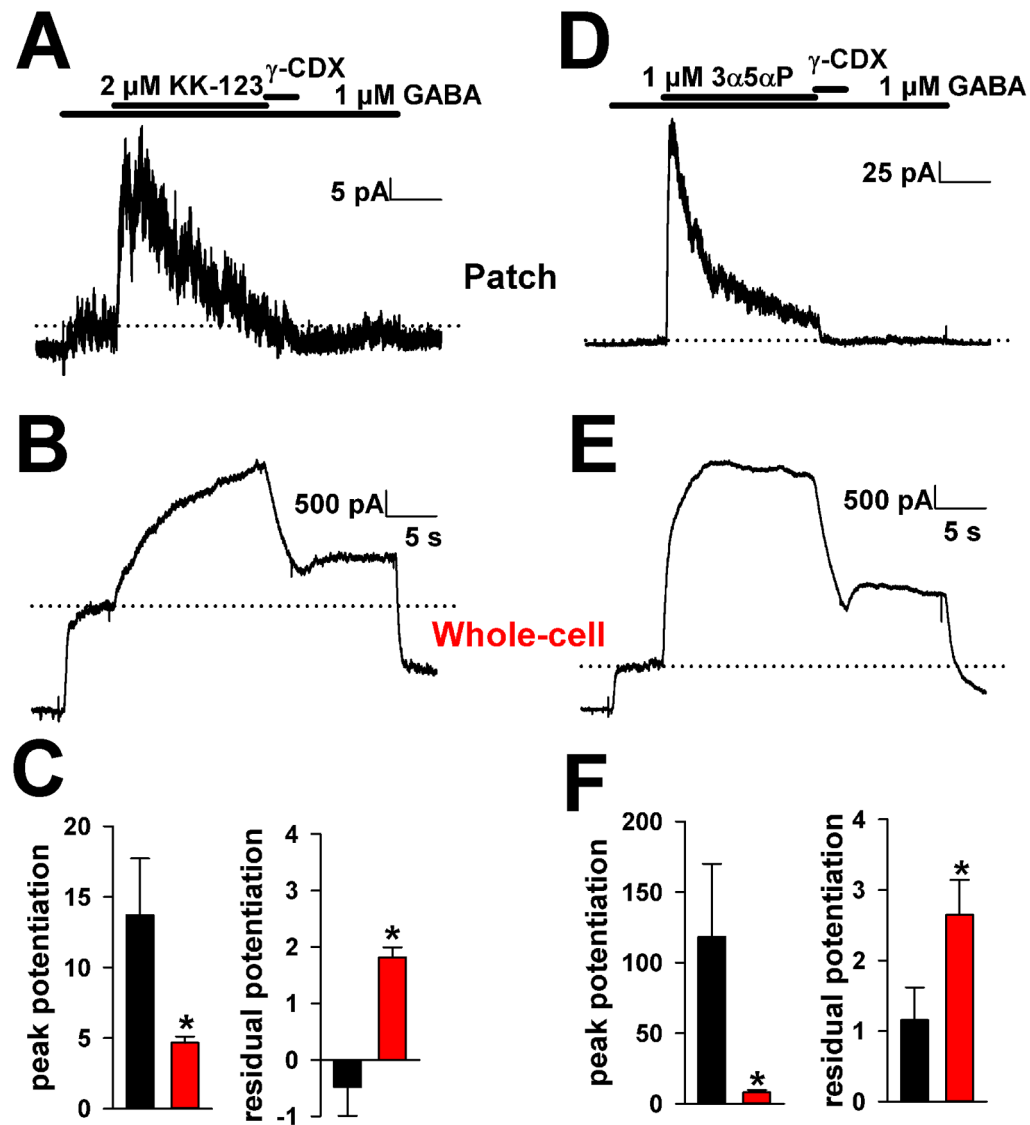 A
2 µM KK-123
γ-CDX
1 µM GABA
5 pA
D
1 µM 3α5αP
γ-CDX
1 µM GABA
25 pA
Patch
B
500 pA
5 s
E
500 pA
5 s
Whole-cell
C
peak potentiation
20
15
10
5
0
*
residual potentiation
4
3
2
1
0
-1
*
F
peak potentiation
200
150
100
50
0
*
residual potentiation
4
3
2
1
0
*